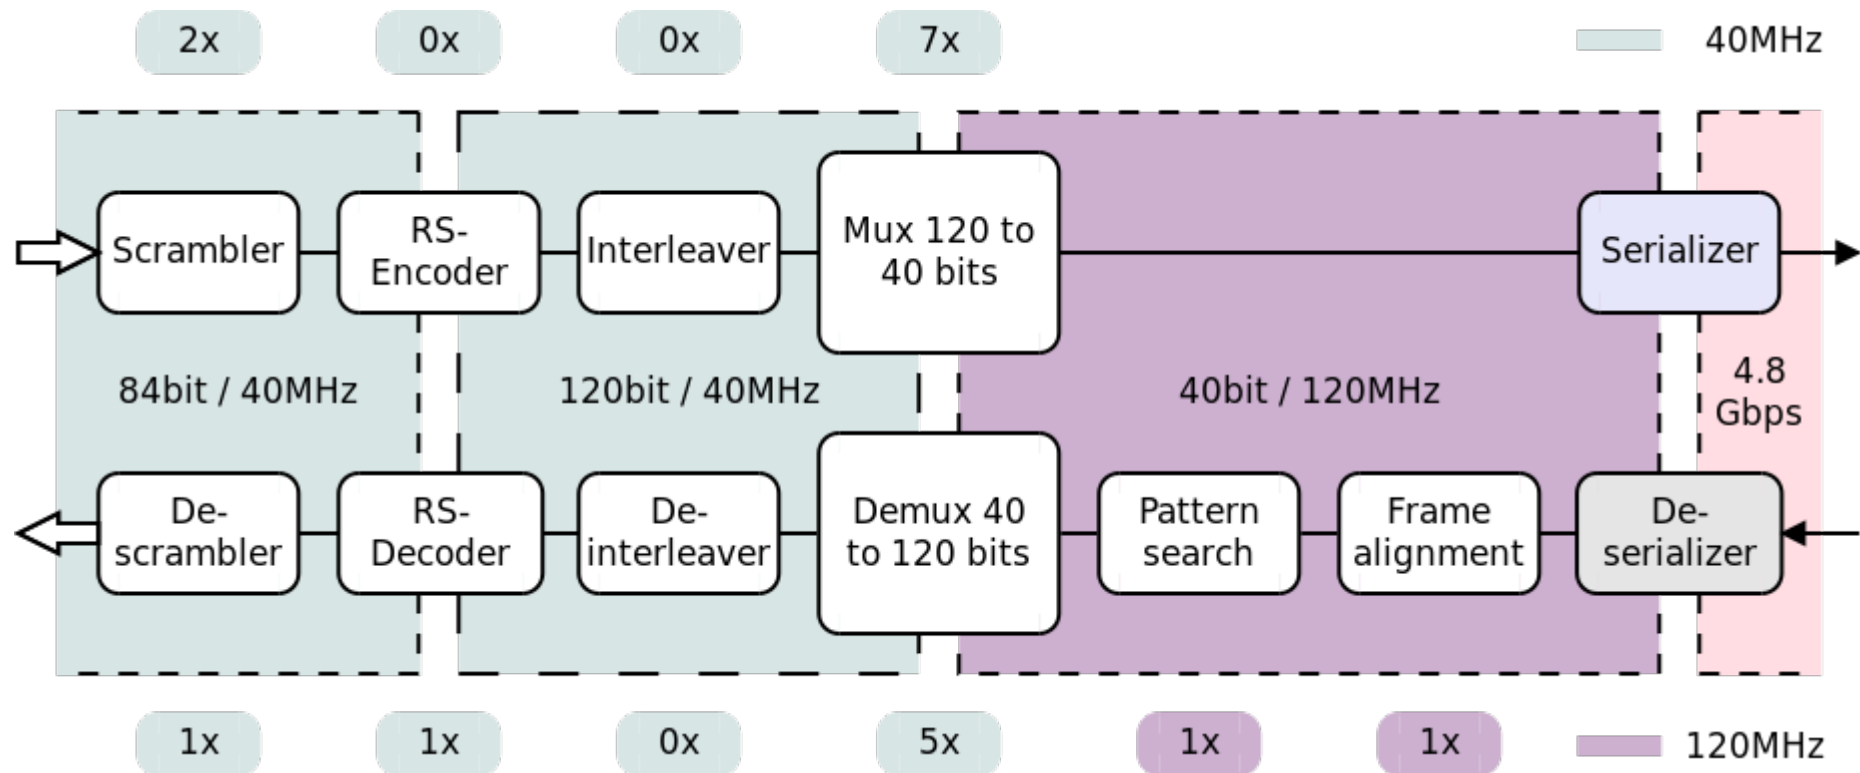 2x
0x
0x
7x
40MHz
Scrambler
RS-
Encoder
Interleaver
Mux 120 to
40 bits
Serializer
84bit / 40MHz
120bit / 40MHz
40bit / 120MHz
4.8
Gbps
De-
scrambler
RS-
Decoder
De-
interleaver
Demux 40
to 120 bits
Pattern
search
Frame
alignment
De-
serializer
1x
1x
0x
5x
1x
1x
120MHz